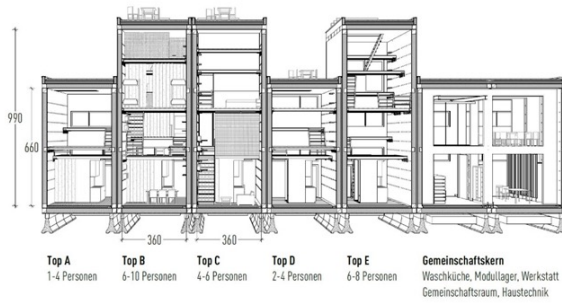 990
660
360
360
Top A
1-4 Personen
Top B
6-10 Personen
Top C
4-6 Personen
Top D
2-4 Personen
Top E
6-8 Personen
Gemeinschaftskern
Waschküche, Modullager, Werkstatt
Gemeinschaftsraum, Haustechnik